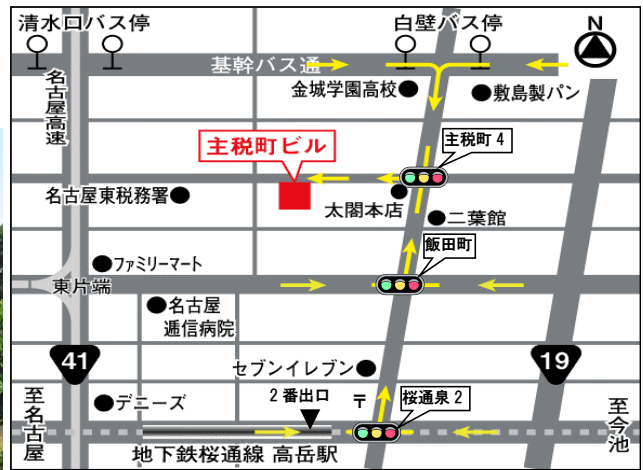 清水口バス停
白壁バス停
N
基幹バス通
名古屋高速
金城学園高校
敷島製パン
主税町ビル
主税町4
名古屋東税務署
太閤本店
二葉館
飯田町
ファミリーマート
東片端
名古屋
逓信病院
セブンイレブン
41
19
2番出口
〒
桜通泉2
デニーズ
至名古屋
至今池
地下鉄桜通線 高岳駅